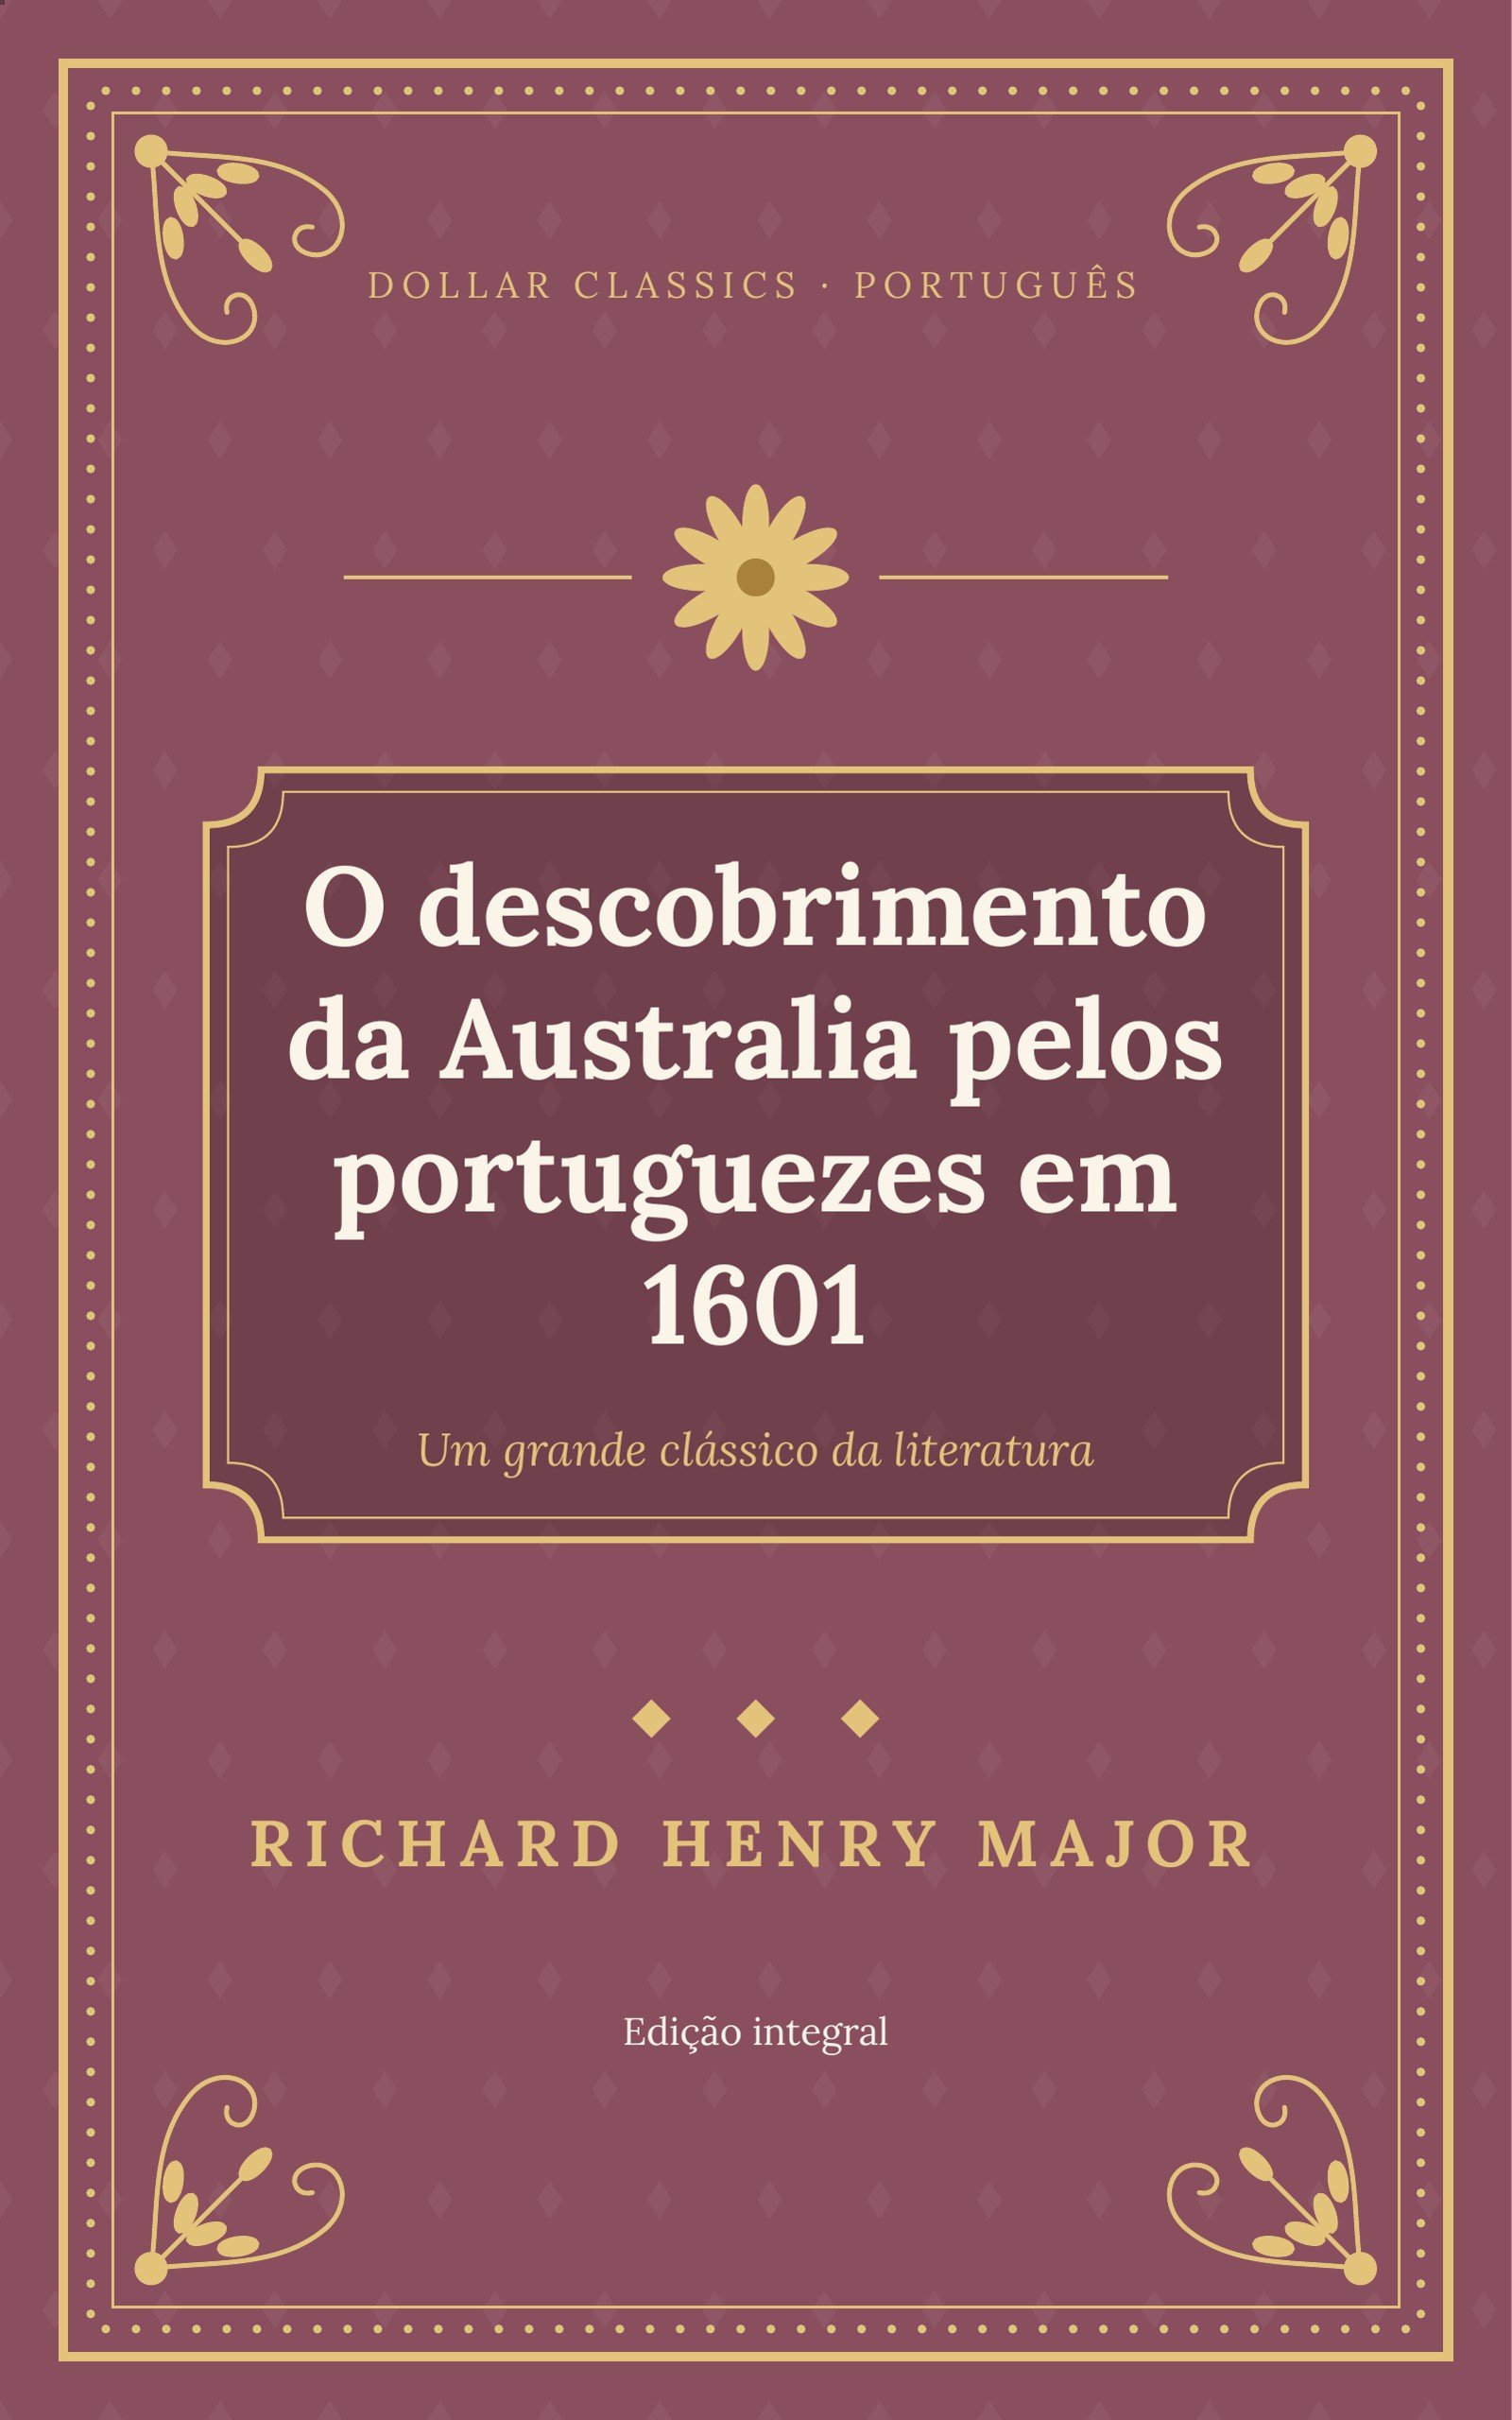 DOLLAR CLASSICS · PORTUGUÊS
O descobrimento
da Australia pelos
portuguezes em
1601
Um grande clássico da literatura
RICHARD HENRY MAJOR
Edição integral